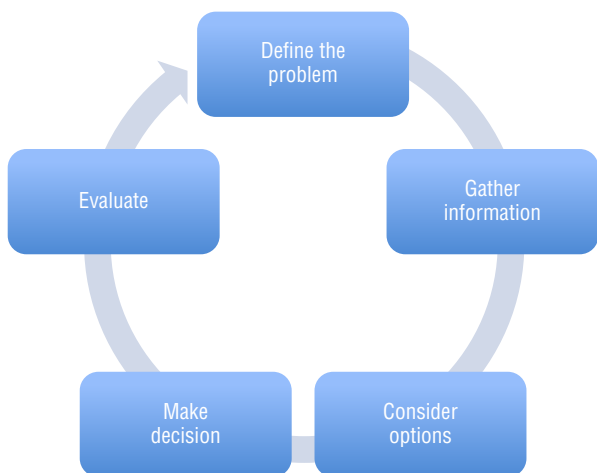 Define the
problem
Gather
information
Consider
options
Make
decision
Evaluate